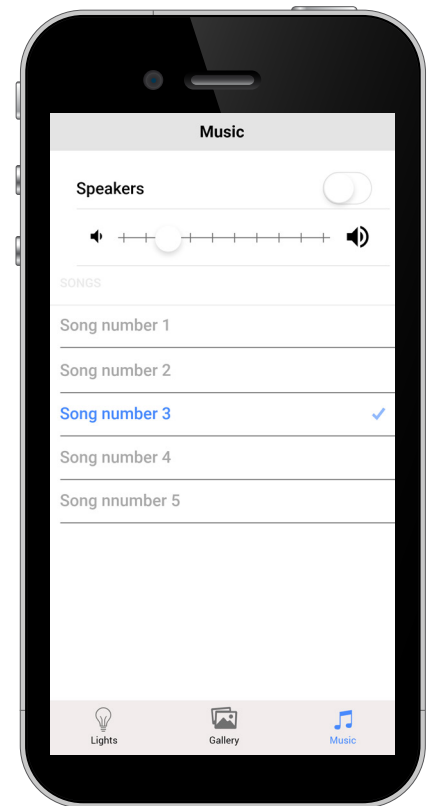 Music
Speakers
SONGS
Song number 1
Song number 2
Song number 3
Song number 4
Song nnumber 5
Lights Gallery Music